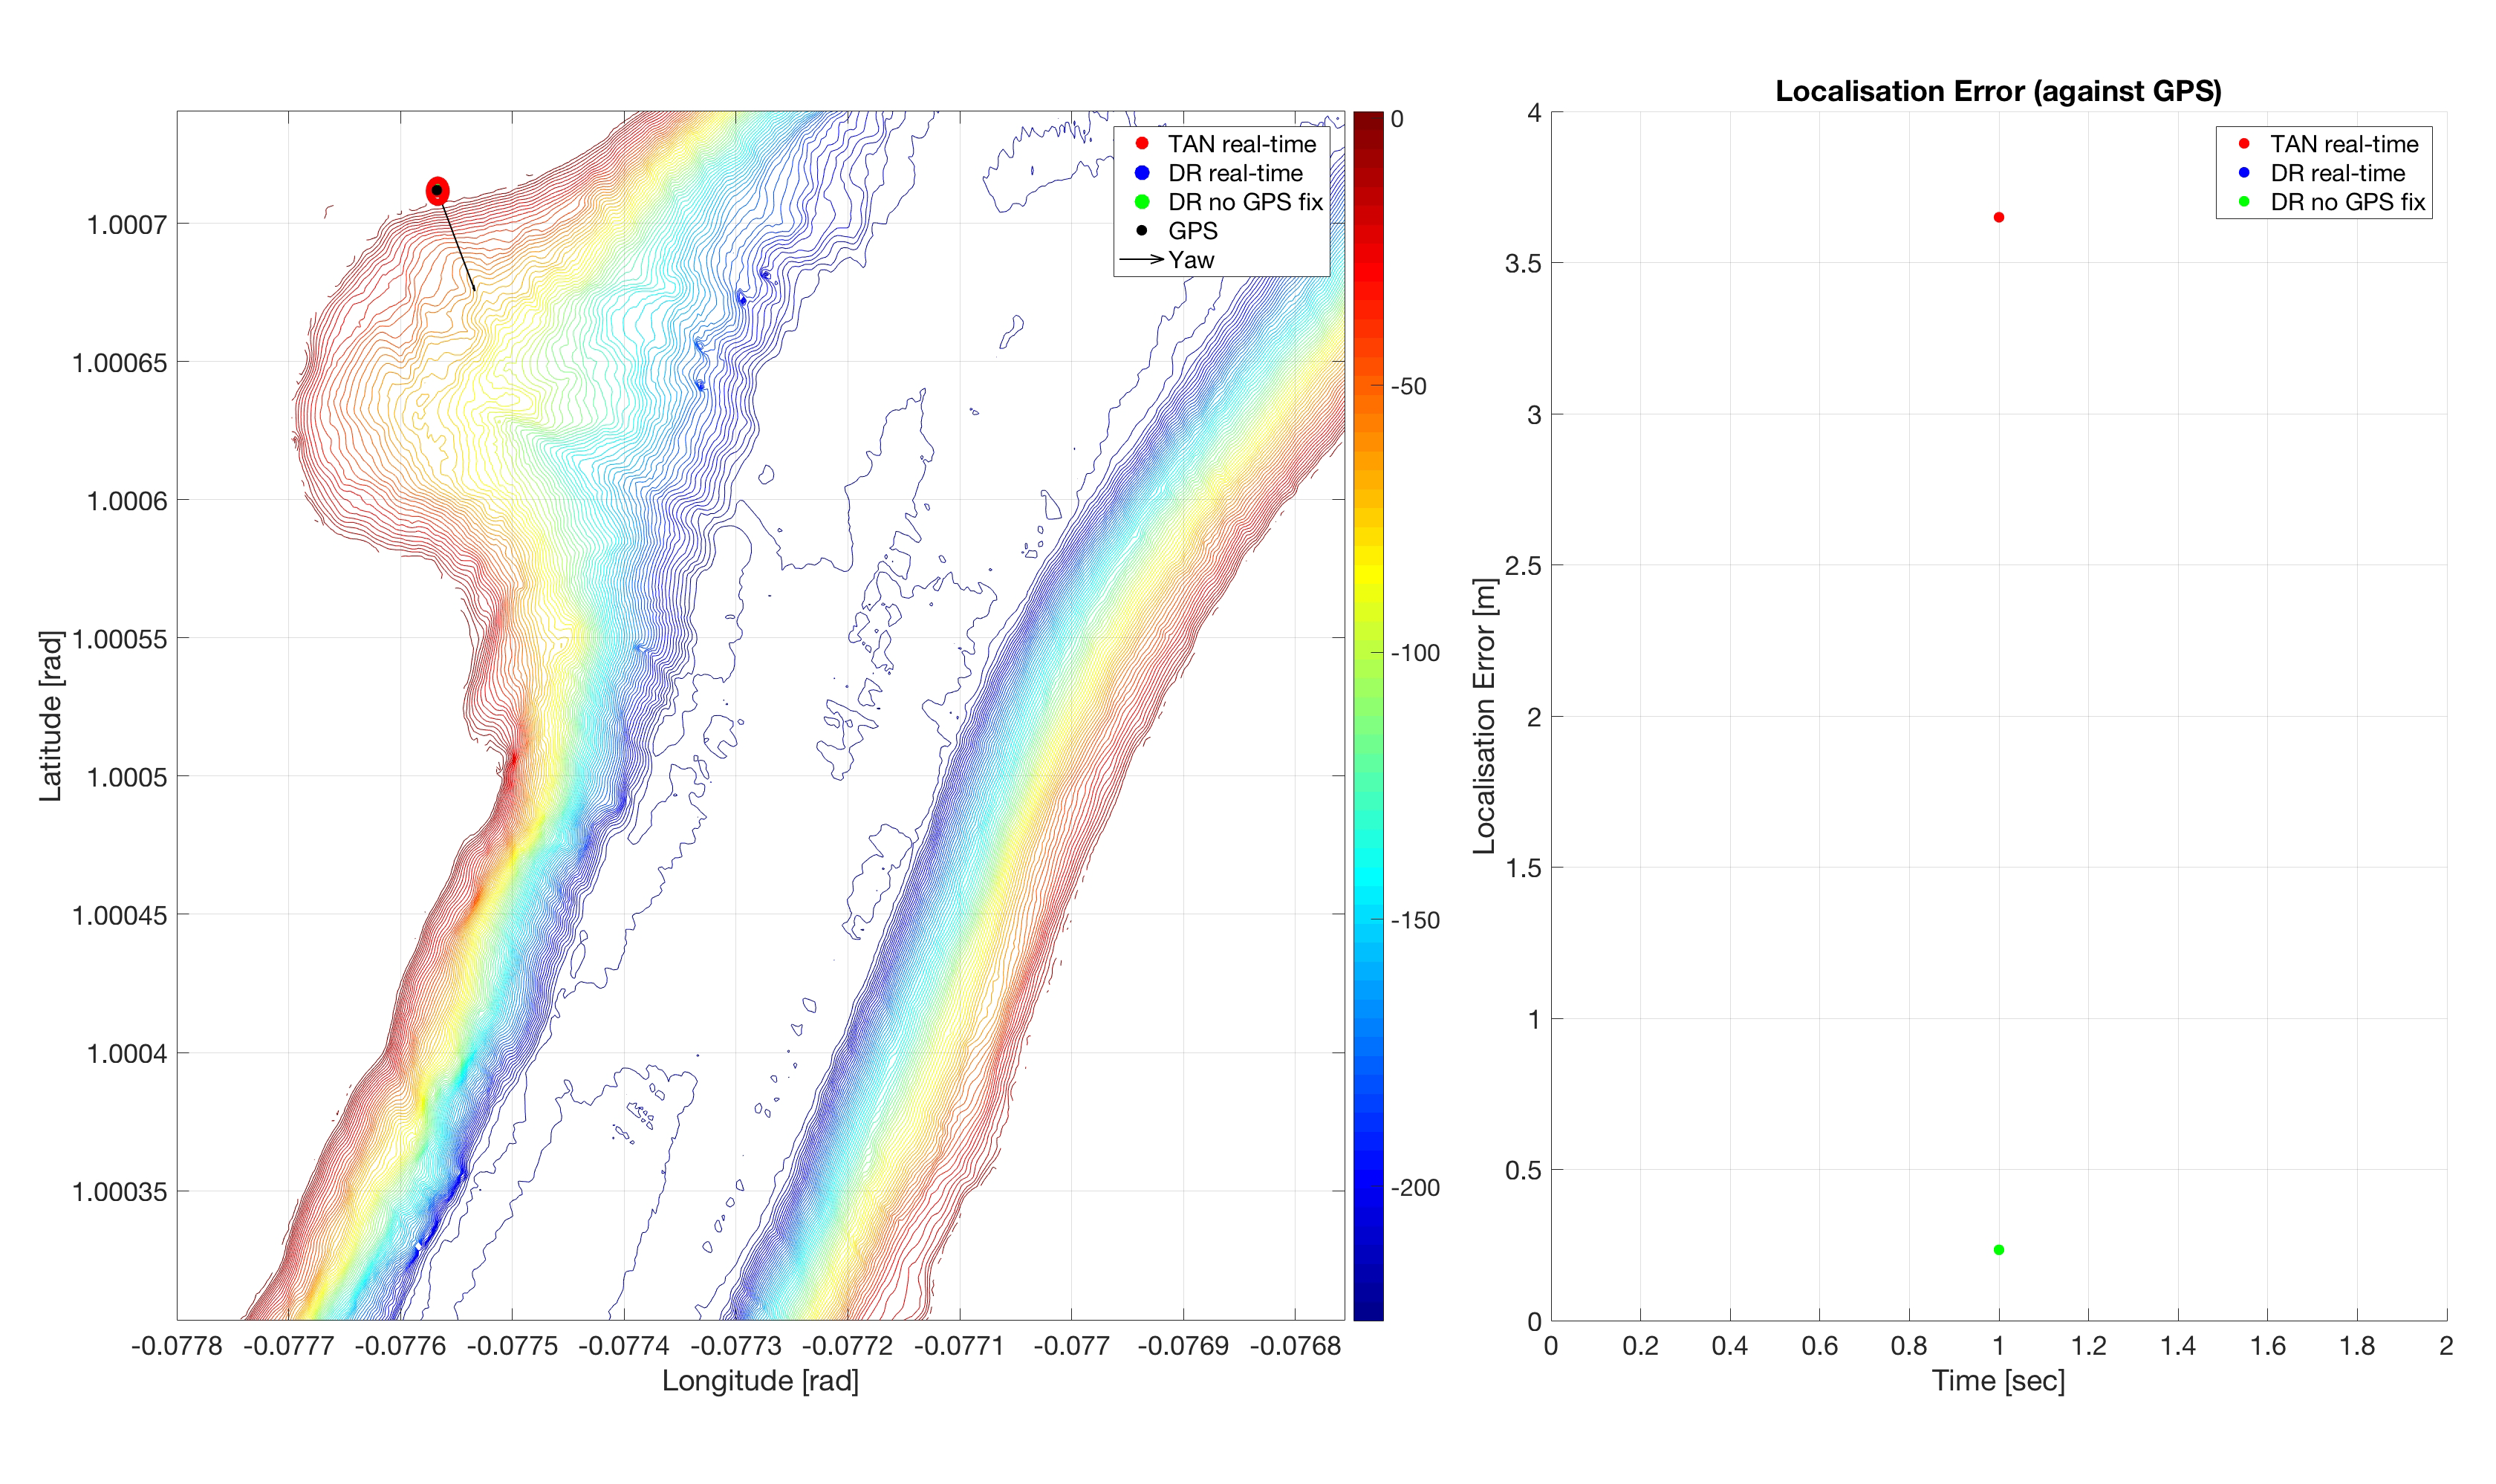 1.0007
1.00065
1.0006
1.00055
1.0005
1.00045
1.0004
1.00035
Latitude [rad]
-0.0778 -0.0777 -0.0776 -0.0775 -0.0774 -0.0773 -0.0772 -0.0771 -0.077 -0.0769 -0.0768
Longitude [rad]
TAN real-time
DR real-time
DR no GPS fix
GPS
Yaw
0
-50
-100
-150
-200
Localisation Error (against GPS)
4
3.5
3
2.5
2
1.5
1
0.5
0
Localisation Error [m]
0 0.2 0.4 0.6 0.8 1 1.2 1.4 1.6 1.8 2
Time [sec]
TAN real-time
DR real-time
DR no GPS fix